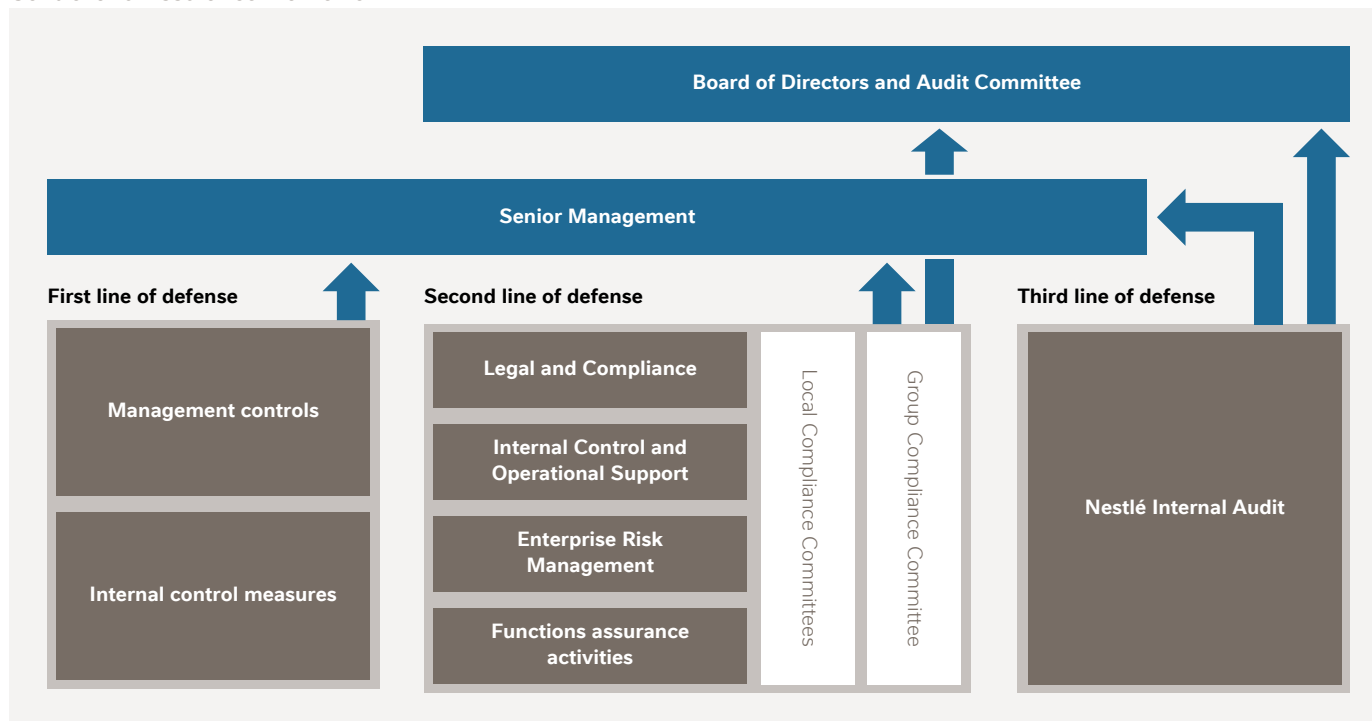 Board of Directors and Audit Committee
Senior Management
First line of defense
Management controls
Internal control measures
Second line of defense
Legal and Compliance
Internal Control and
Operational Support
Enterprise Risk
Management
Functions assurance
activities
Local Compliance Committees
Group Compliance Committee
Third line of defense
Nestlé Internal Audit